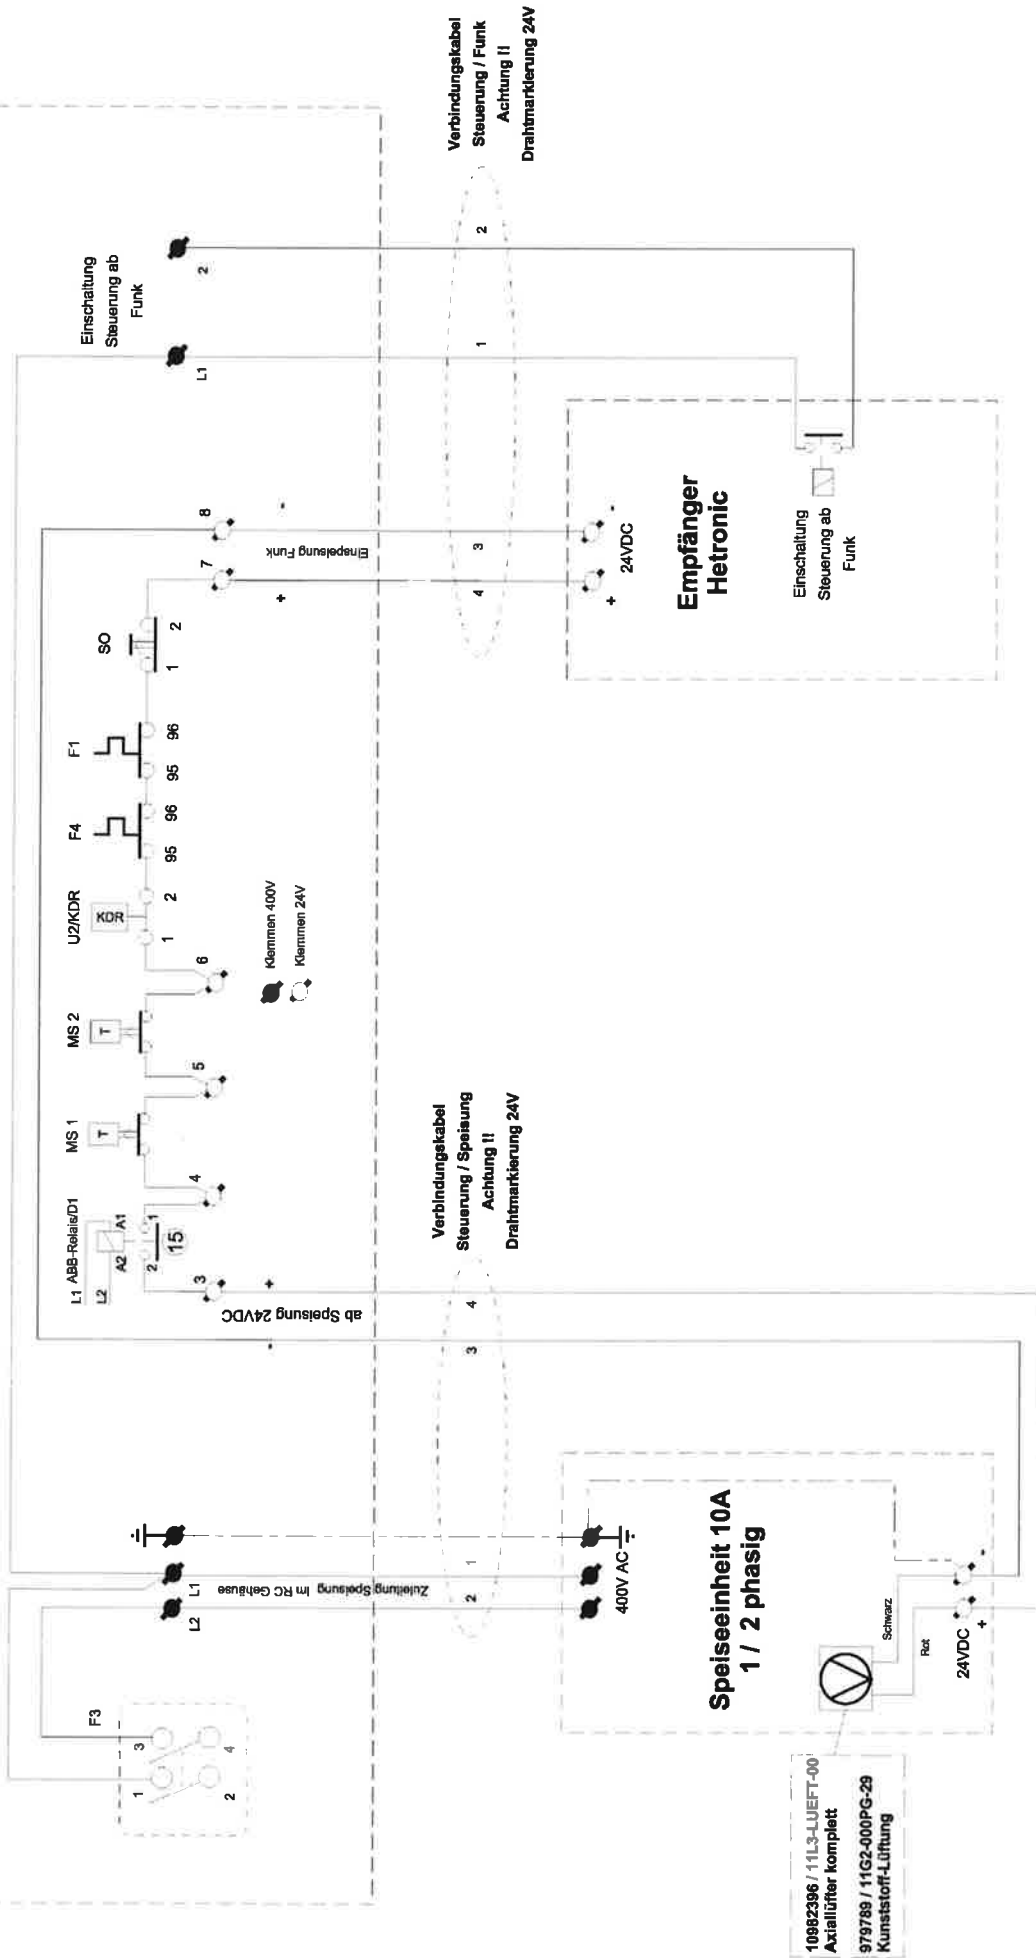 F3
1
3
2
4
L2
L1
Zuleitung Speisung im RC Gehäuse
L1
L2
ABB-Relais/D1
A2
A1
2
1
15
3
ab Speisung 24VDC
+
-
4
MS 1
T
5
MS 2
T
6
U2/KDR
KDR
1
2
F4
95
96
F1
95
96
SO
1
2
7
8
+
-
Einspeisung Funk
Klemmen 400V
Klemmen 24V
Einschaltung
Steuerung ab
Funk
L1
2
Verbindungskabel
Steuerung / Speisung
Achtung !!
Drahtmarkierung 24V
2
1
3
4
Verbindungskabel
Steuerung / Funk
Achtung !!
Drahtmarkierung 24V
4
3
1
2
400V AC
Speiseeinheit 10A
1 / 2 phasig
Schwarz
Rot
24VDC
+
-
10982396 / 11L3-LUEFT-00
Axiallüfter komplett
979789 / 11G2-000PG-29
Kunststoff-Lüftung
24VDC
+
-
Empfänger
Hetronic
Einschaltung
Steuerung ab
Funk